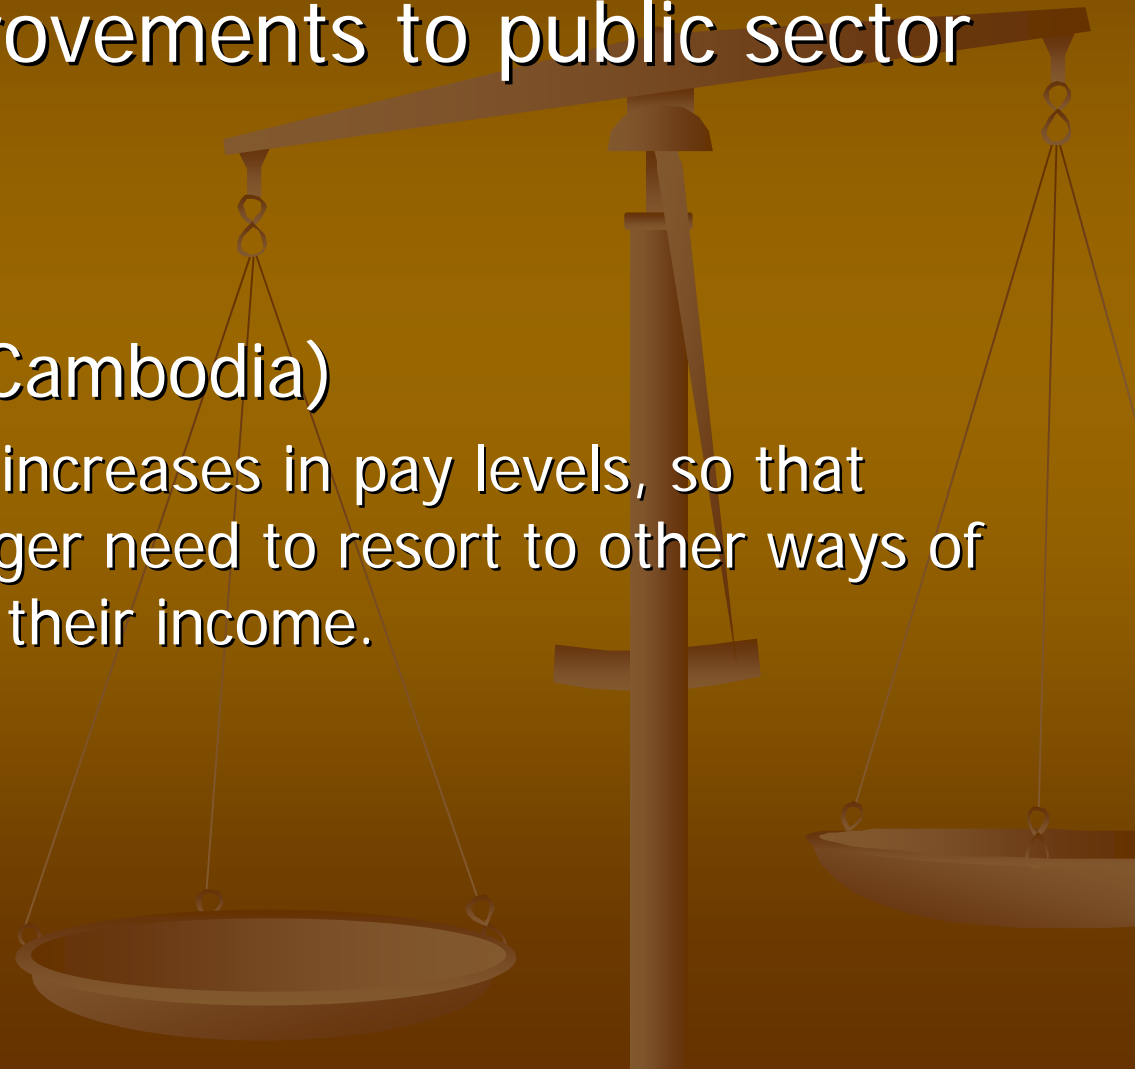 rovements to public sector
Cambodia)
increases in pay levels, so that
ger need to resort to other ways of
their income.